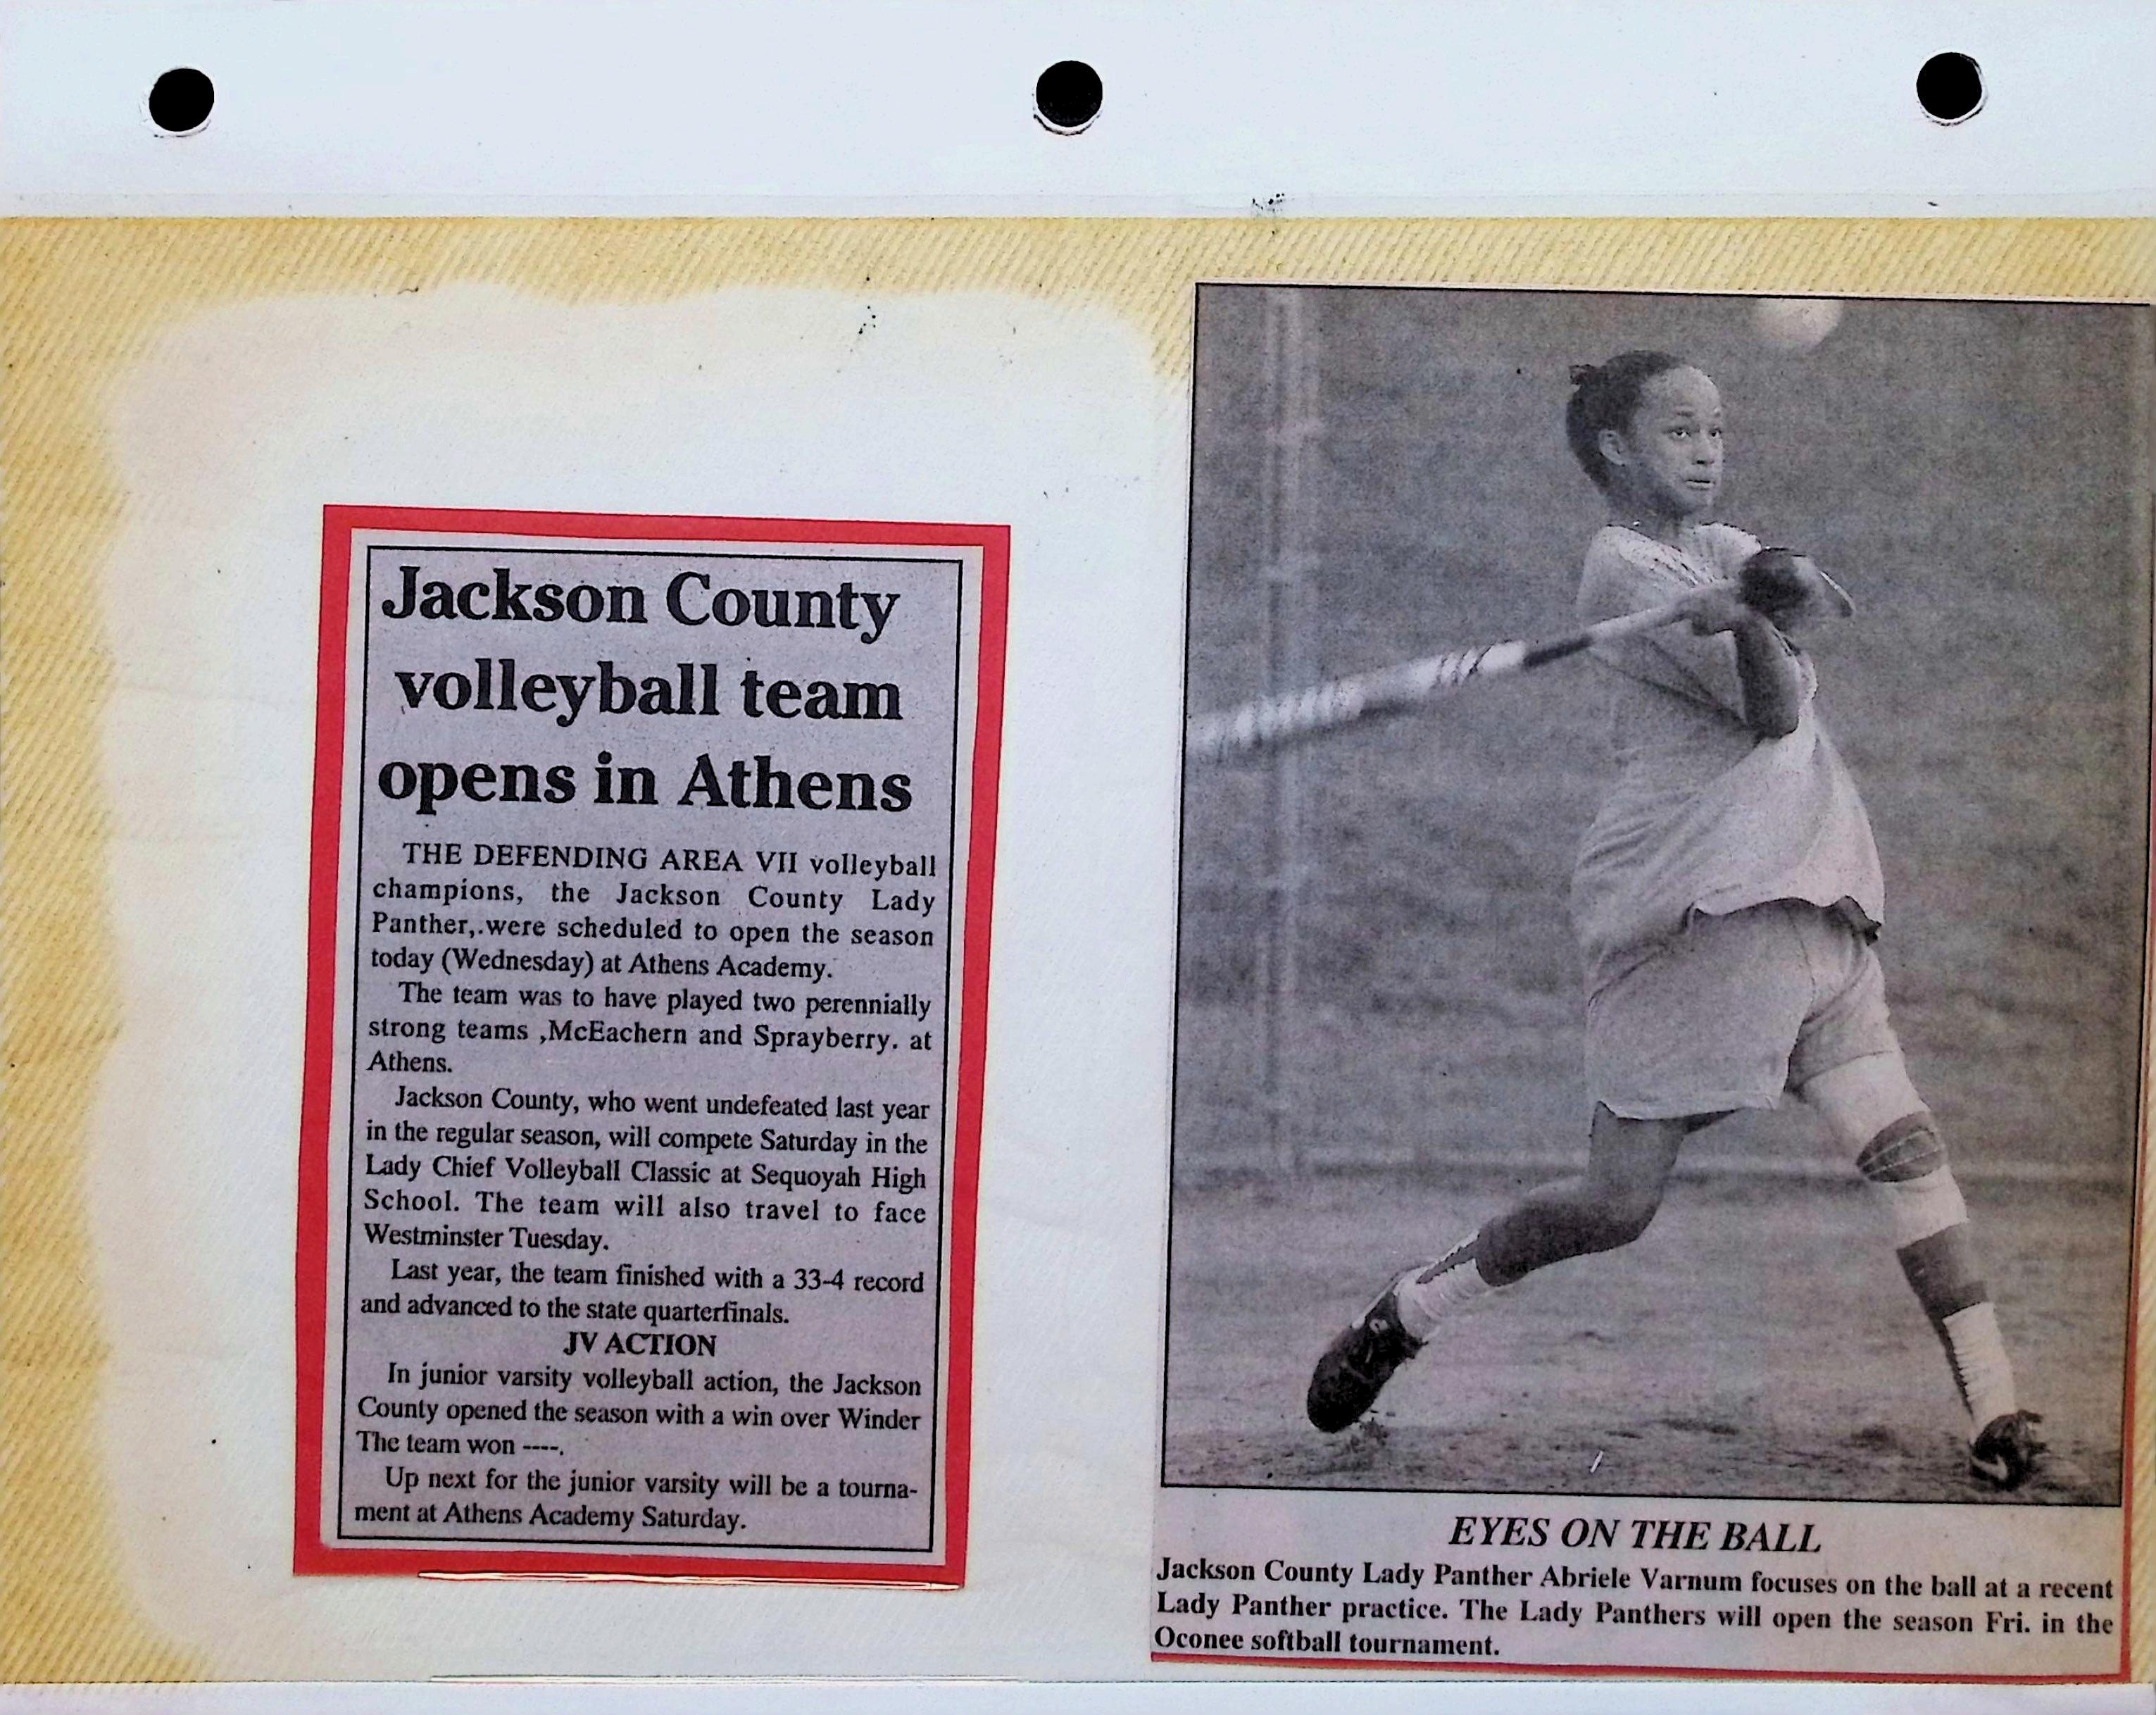 Jackson County
volleyball team
opens in Athens
THE DEFENDING AREA VII volleyball
champions, the Jackson County Lady
Panther,.were scheduled to open the season
today (Wednesday) at Athens Academy.
The team was to have played two perennially
strong teams ,McEachern and Sprayberry. at
Athens.
Jackson County, who went undefeated last year
in the regular season, will compete Saturday in the
Lady Chief Volleyball Classic at Sequoyah High
School. The team will also travel to face
Westminster Tuesday.
Last year, the team finished with a 33-4 record
and advanced to the state quarterfinals.
JV ACTION
In junior varsity volleyball action, the Jackson
County opened the season with a win over Winder
The team won ----.
Up next for the junior varsity will be a tourna-
ment at Athens Academy Saturday.
EYES ON THE BALL
Jackson County Lady Panther Abriele Varnum focuses on the ball at a recent
Lady Panther practice. The Lady Panthers will open the season Fri. in the
Oconee softball tournament.